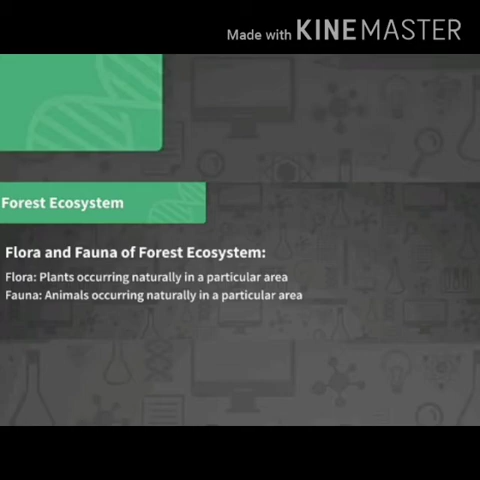 Made with KINEMASTER
Forest Ecosystem
Flora and Fauna of Forest Ecosystem:
Flora: Plants occurring naturally in a particular area
Fauna: Animals occurring naturally in a particular area